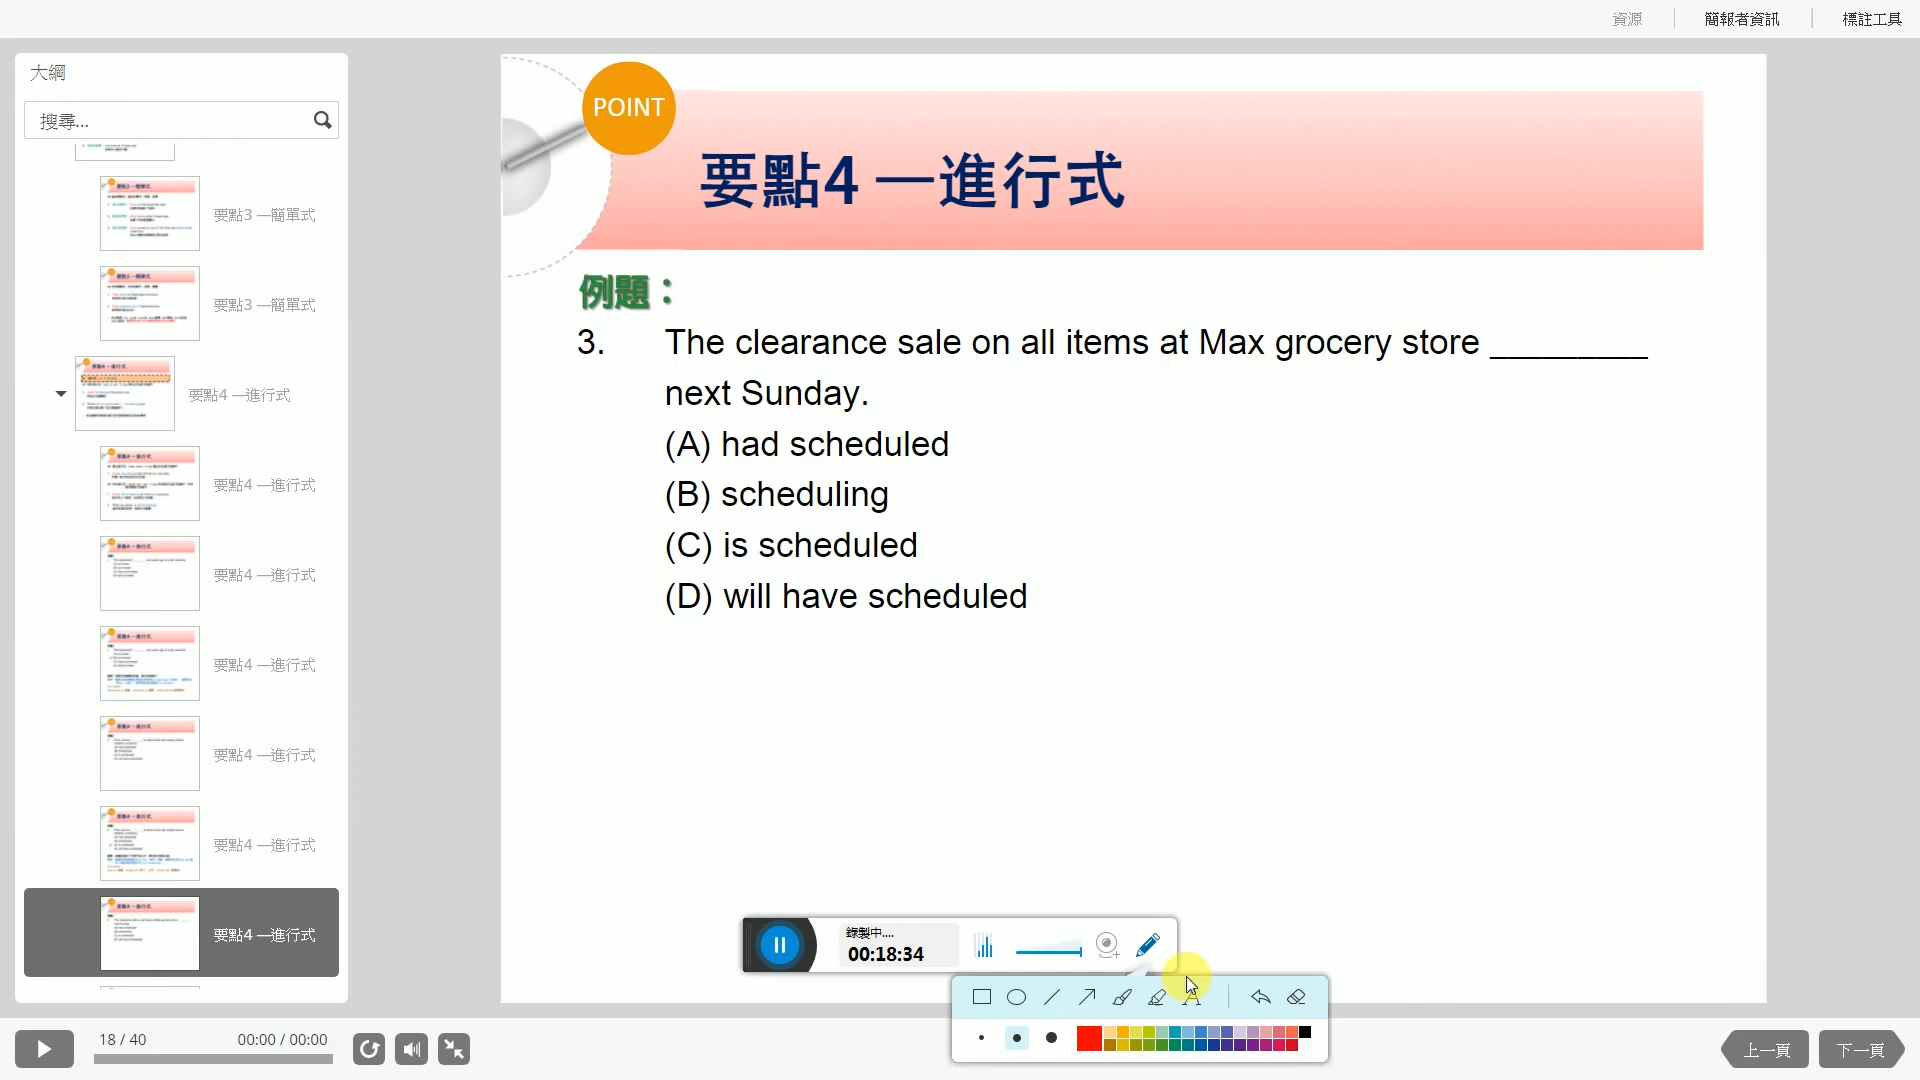 資源
簡報者資訊
標註工具
大綱
搜尋...
要點3 —簡單式
要點3 —簡單式
要點4 —進行式
要點4 —進行式
要點4 —進行式
要點4 —進行式
要點4 —進行式
要點4 —進行式
要點4 —進行式
POINT
要點4 —進行式
例題：
3. The clearance sale on all items at Max grocery store ________
next Sunday.
(A) had scheduled
(B) scheduling
(C) is scheduled
(D) will have scheduled
錄製中....
00:18:34
18 / 40
00:00 / 00:00
上一頁
下一頁